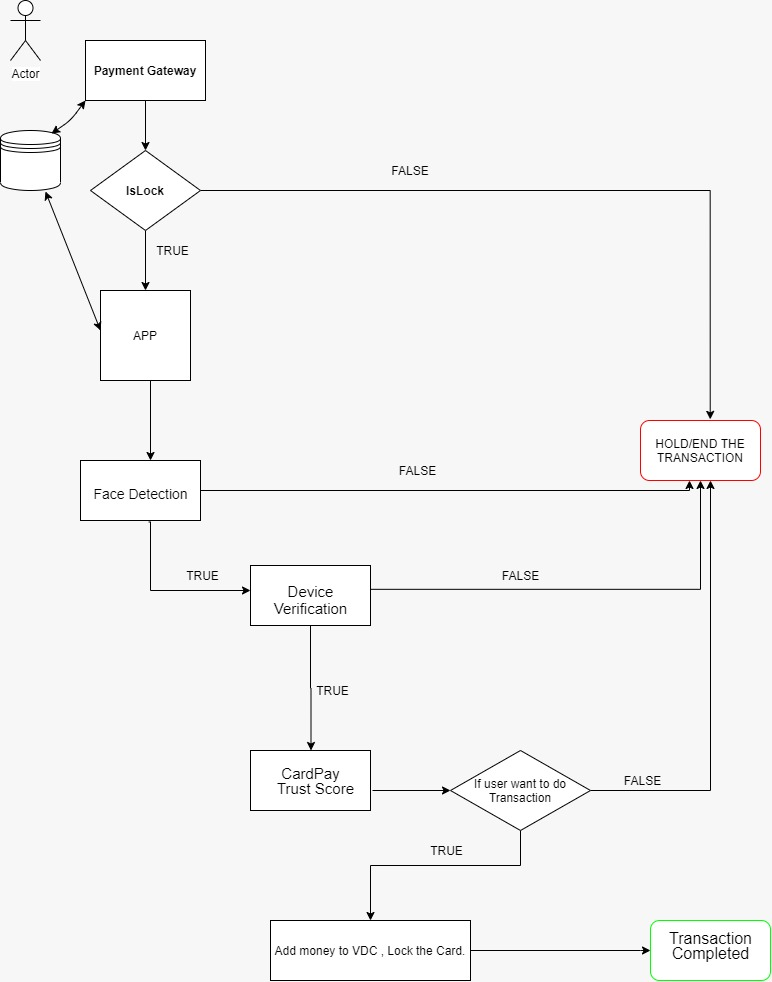 Actor
Payment Gateway
IsLock
FALSE
TRUE
APP
HOLD/END THE
TRANSACTION
Face Detection
FALSE
TRUE
Device
Verification
FALSE
TRUE
CardPay
Trust Score
If user want to do
Transaction
FALSE
TRUE
Add money to VDC , Lock the Card.
Transaction
Completed